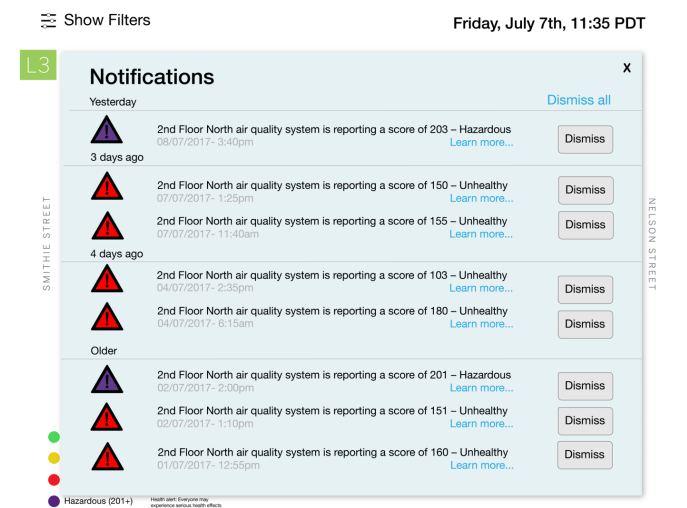 Show Filters
Friday, July 7th, 11:35 PDT
L3
Notifications
X
Yesterday
Dismiss all
2nd Floor North air quality system is reporting a score of 203 – Hazardous
08/07/2017- 3:40pm
Learn more...
Dismiss
3 days ago
2nd Floor North air quality system is reporting a score of 150 – Unhealthy
07/07/2017- 1:25pm
Learn more...
Dismiss
2nd Floor North air quality system is reporting a score of 155 – Unhealthy
07/07/2017- 11:40am
Learn more...
Dismiss
4 days ago
2nd Floor North air quality system is reporting a score of 103 – Unhealthy
04/07/2017- 2:35pm
Learn more...
Dismiss
2nd Floor North air quality system is reporting a score of 180 – Unhealthy
04/07/2017- 6:15am
Learn more...
Dismiss
Older
2nd Floor North air quality system is reporting a score of 201 – Hazardous
02/07/2017- 2:00pm
Learn more...
Dismiss
2nd Floor North air quality system is reporting a score of 151 – Unhealthy
02/07/2017- 1:10pm
Learn more...
Dismiss
2nd Floor North air quality system is reporting a score of 160 – Unhealthy
01/07/2017- 12:55pm
Learn more...
Dismiss
SMITHIE STREET
NELSON STREET
Hazardous (201+)
Health alert: Everyone may
experience serious health effects